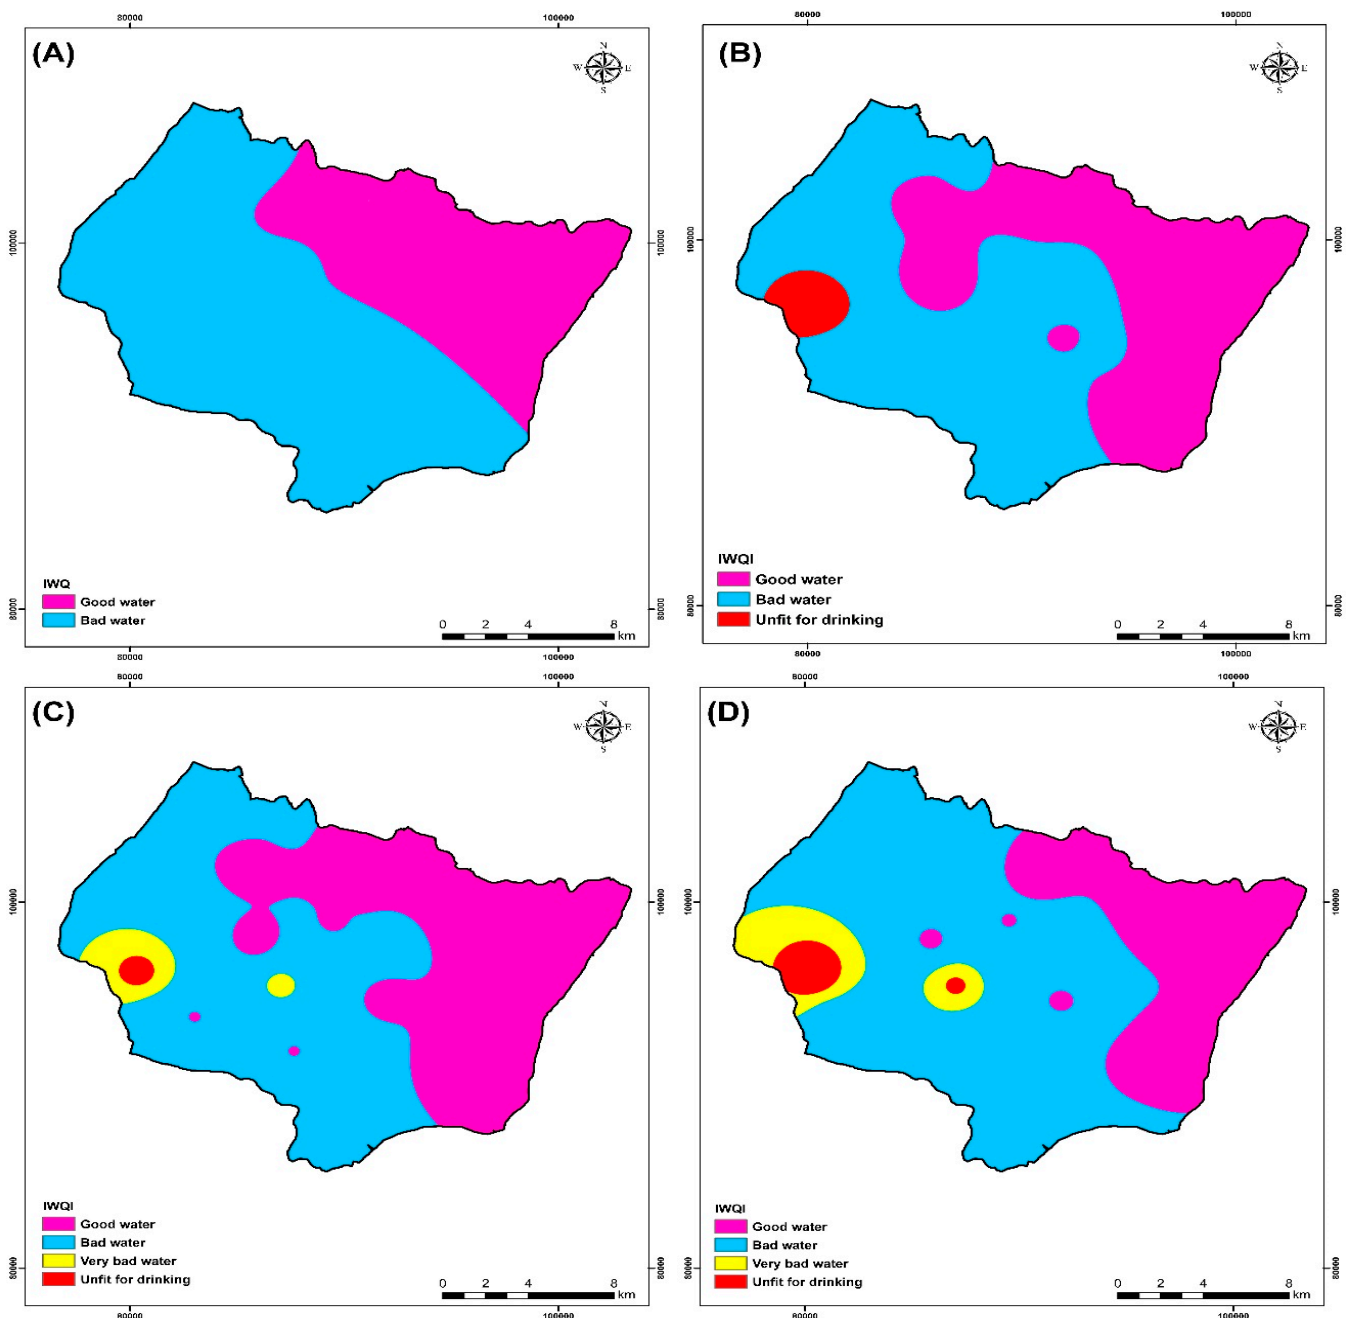 80000 100000
(A)
N
W E
S
100000 100000
IWQ
Good water
Bad water
80000 80000
0 2 4 8
km
80000 100000
80000 100000
(B)
N
W E
S
100000 100000
IWQI
Good water
Bad water
Unfit for drinking
80000 80000
0 2 4 8
km
80000 100000
80000 100000
(C)
N
W E
S
100000 100000
IWQI
Good water
Bad water
Very bad water
Unfit for drinking
80000 80000
0 2 4 8
km
80000 100000
80000 100000
(D)
N
W E
S
100000 100000
IWQI
Good water
Bad water
Very bad water
Unfit for drinking
80000 80000
0 2 4 8
km
80000 100000